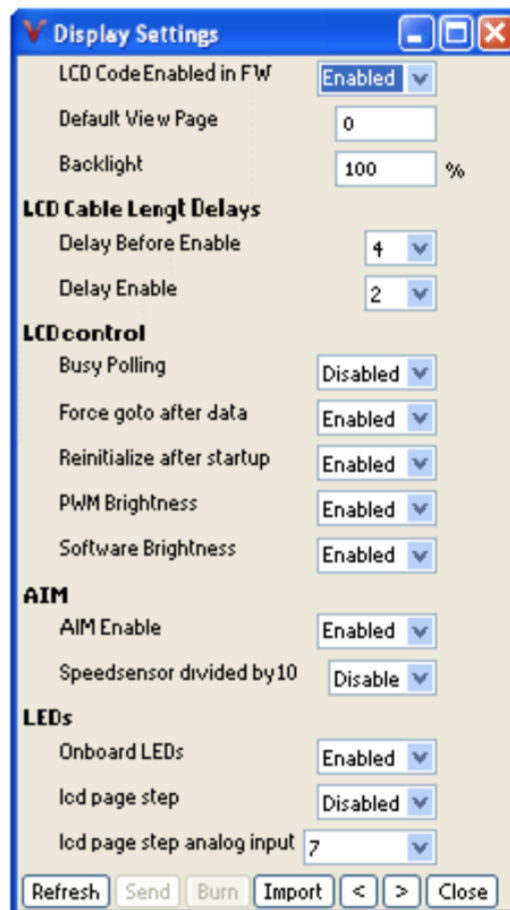 Display Settings
LCD Code Enabled in FW Enabled
Default View Page 0
Backlight 100 %
LCD Cable Lengt Delays
Delay Before Enable 4
Delay Enable 2
LCD control
Busy Polling Disabled
Force goto after data Enabled
Reinitialize after startup Enabled
PWM Brightness Enabled
Software Brightness Enabled
AIM
AIM Enable Enabled
Speedsensor divided by10 Disable
LEDs
Onboard LEDs Enabled
lcd page step Disabled
lcd page step analog input 7
Refresh Send Burn Import < > Close